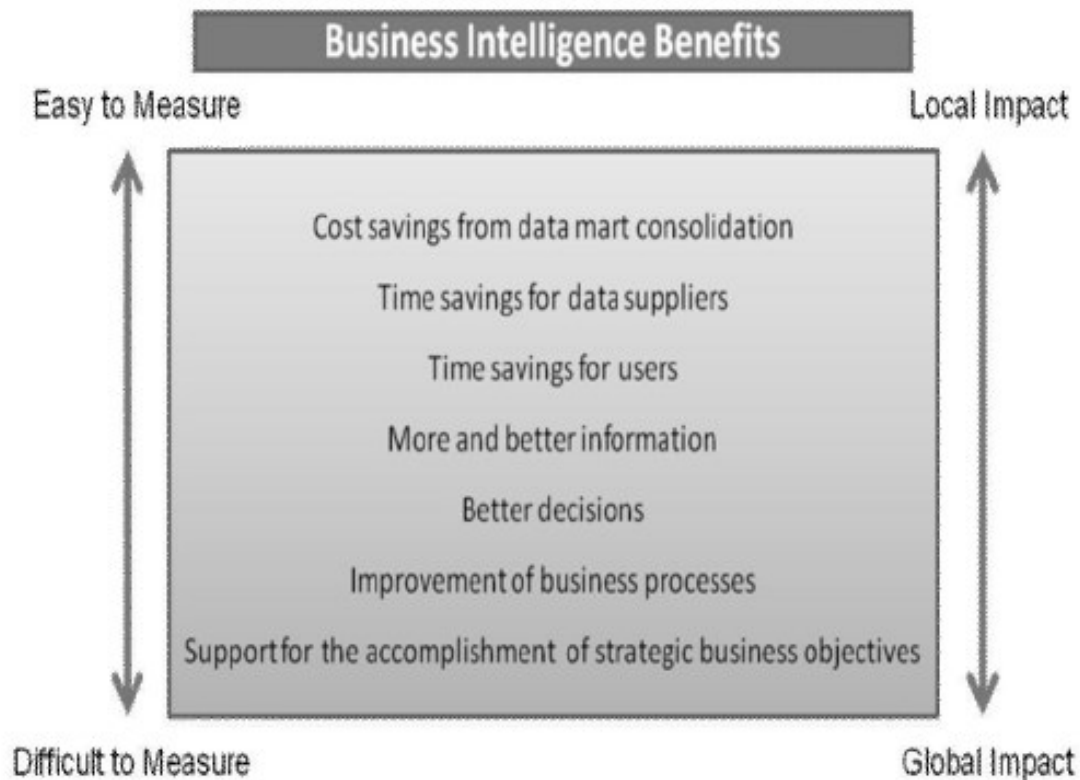 Business Intelligence Benefits
Easy to Measure
Local Impact
Cost savings from data mart consolidation
Time savings for data suppliers
Time savings for users
More and better information
Better decisions
Improvement of business processes
Support for the accomplishment of strategic business objectives
Difficult to Measure
Global Impact